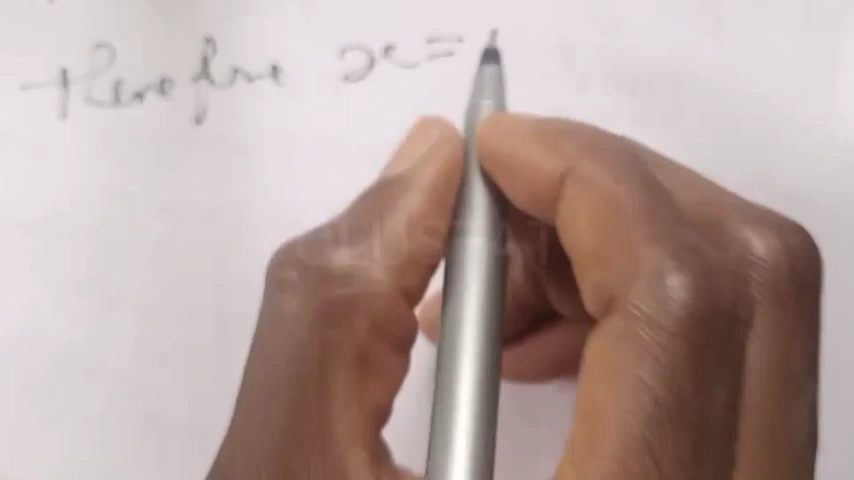 therefore x =